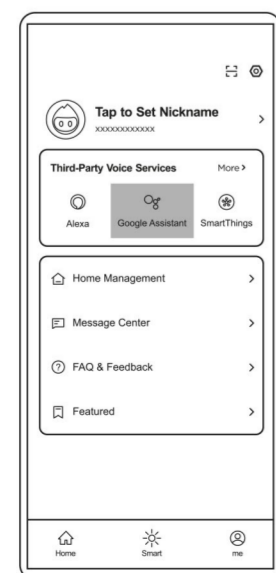 Tap to Set Nickname
xxxxxxxxxxxx
Third-Party Voice Services More
Alexa Google Assistant SmartThings
Home Management
Message Center
FAQ & Feedback
Featured
Home Smart me